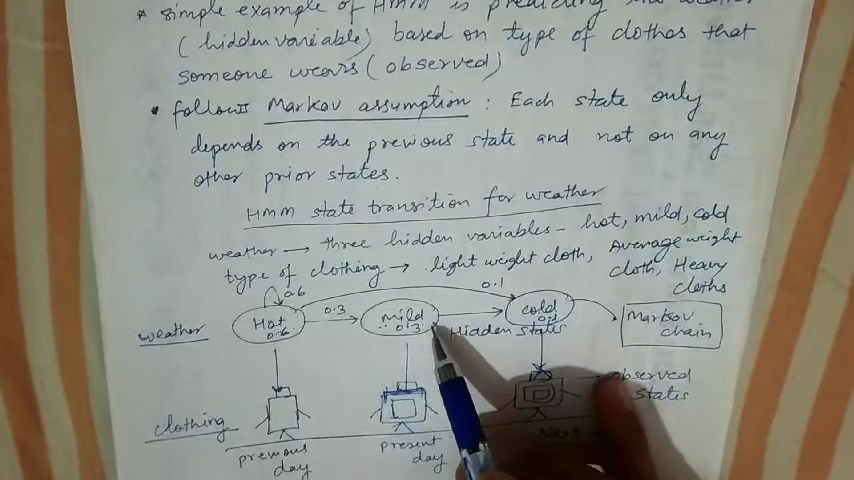 * simple example of HMM is predicting the weather
(hidden variable) based on type of clothes that
someone wears (observed)
• follows Markov assumption : Each state only
depends on the previous state and not on any
other prior states.
HMM state transition for weather
weather → three hidden variables - hot, mild, cold
type of clothing → light weight cloth, Average weight
cloth, Heavy
cloths
0.6
0.3
0.1
weather
Hot
0.6
mild
0.3
cold
0.1
Hidden states
Markov
chain
clothing
observed
states
previous
day
present
day
Next